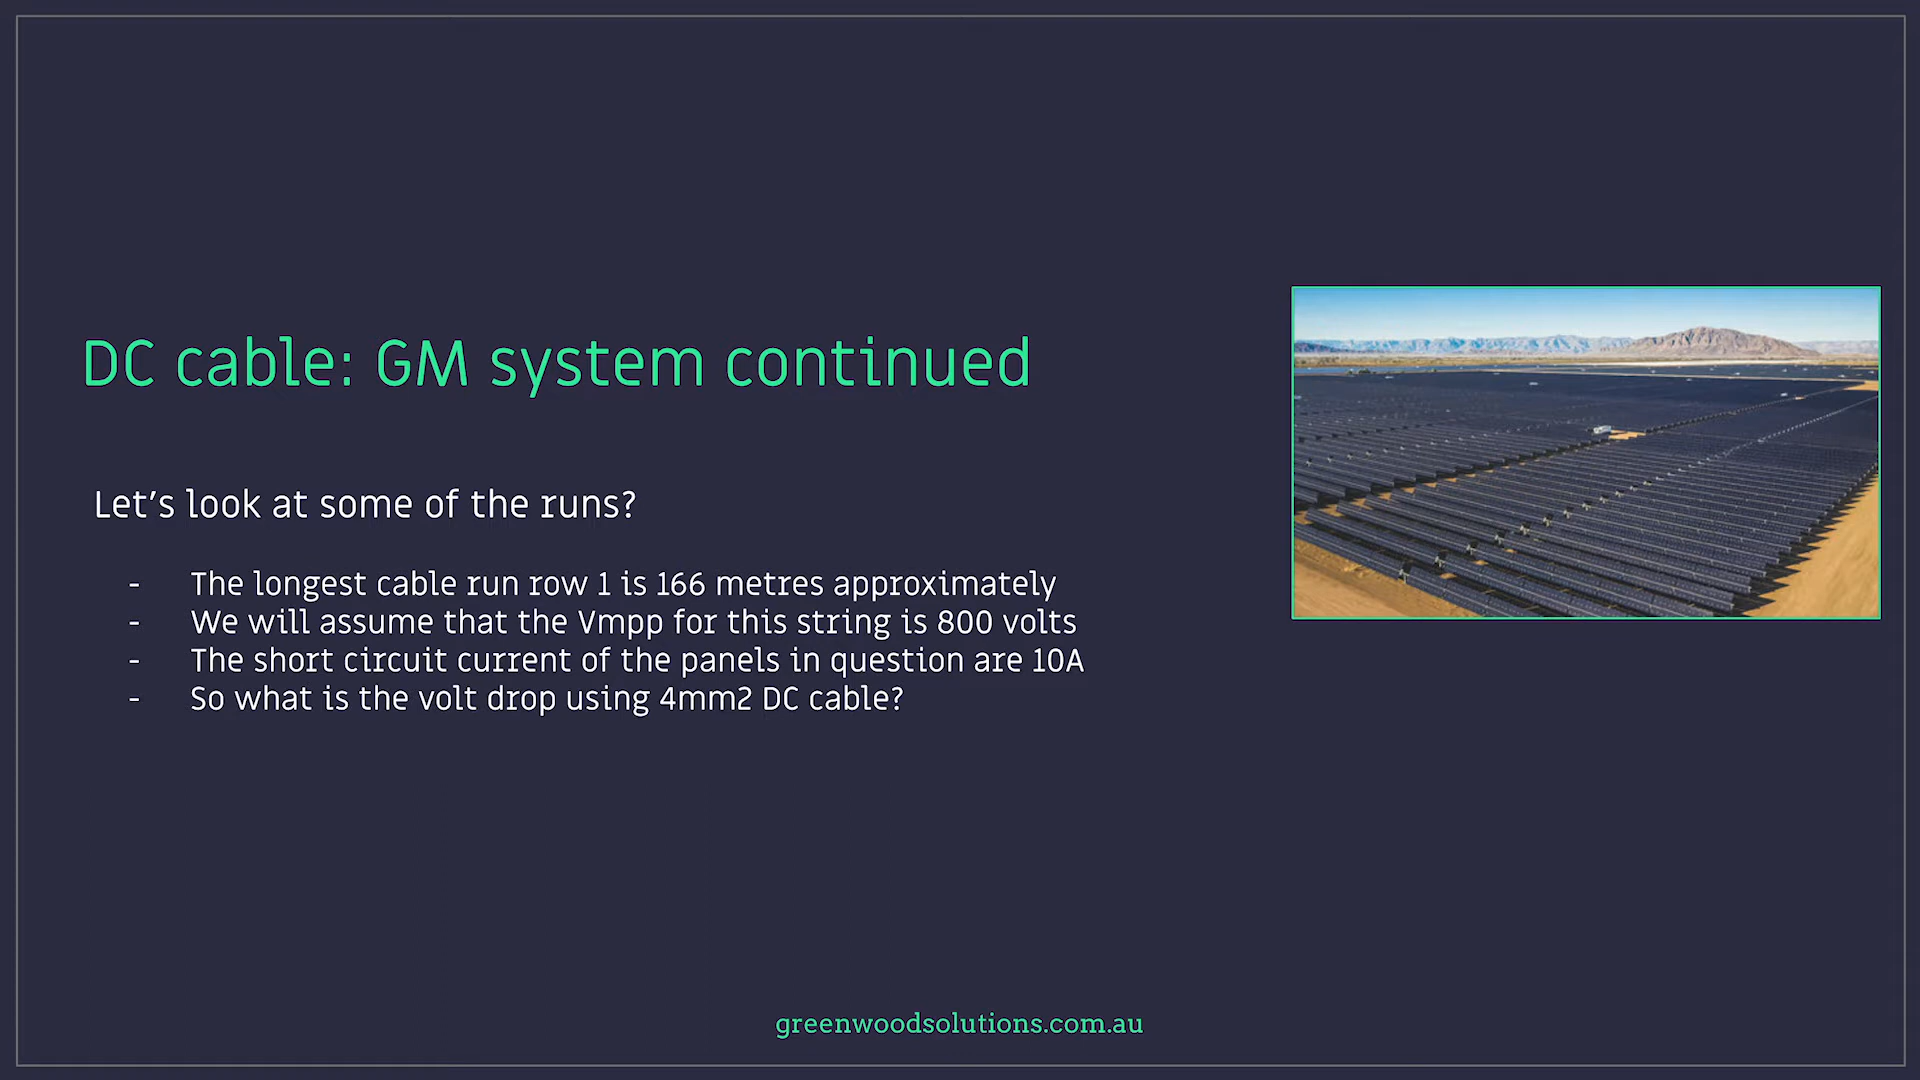 DC cable: GM system continued
Let's look at some of the runs?
- The longest cable run row 1 is 166 metres approximately
- We will assume that the Vmpp for this string is 800 volts
- The short circuit current of the panels in question are 10A
- So what is the volt drop using 4mm2 DC cable?
greenwoodsolutions.com.au